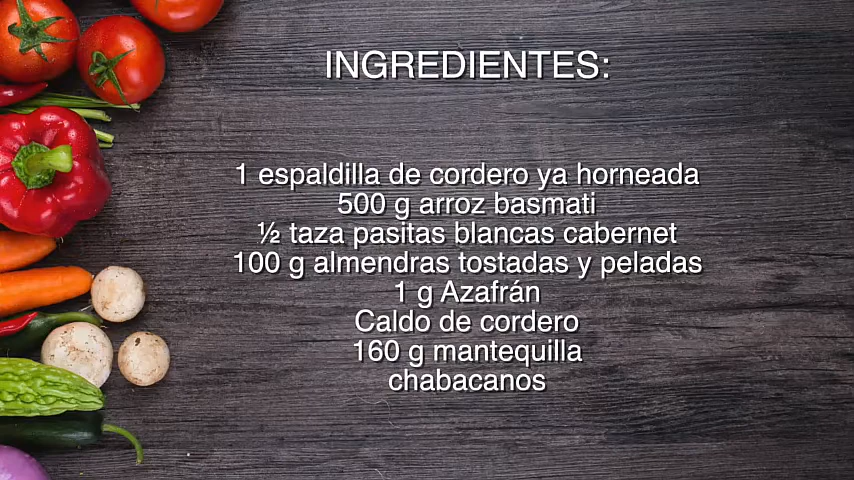 INGREDIENTES:
1 espaldilla de cordero ya horneada
500 g arroz basmati
½ taza pasitas blancas cabernet
100 g almendras tostadas y peladas
1 g Azafrán
Caldo de cordero
160 g mantequilla
chabacanos